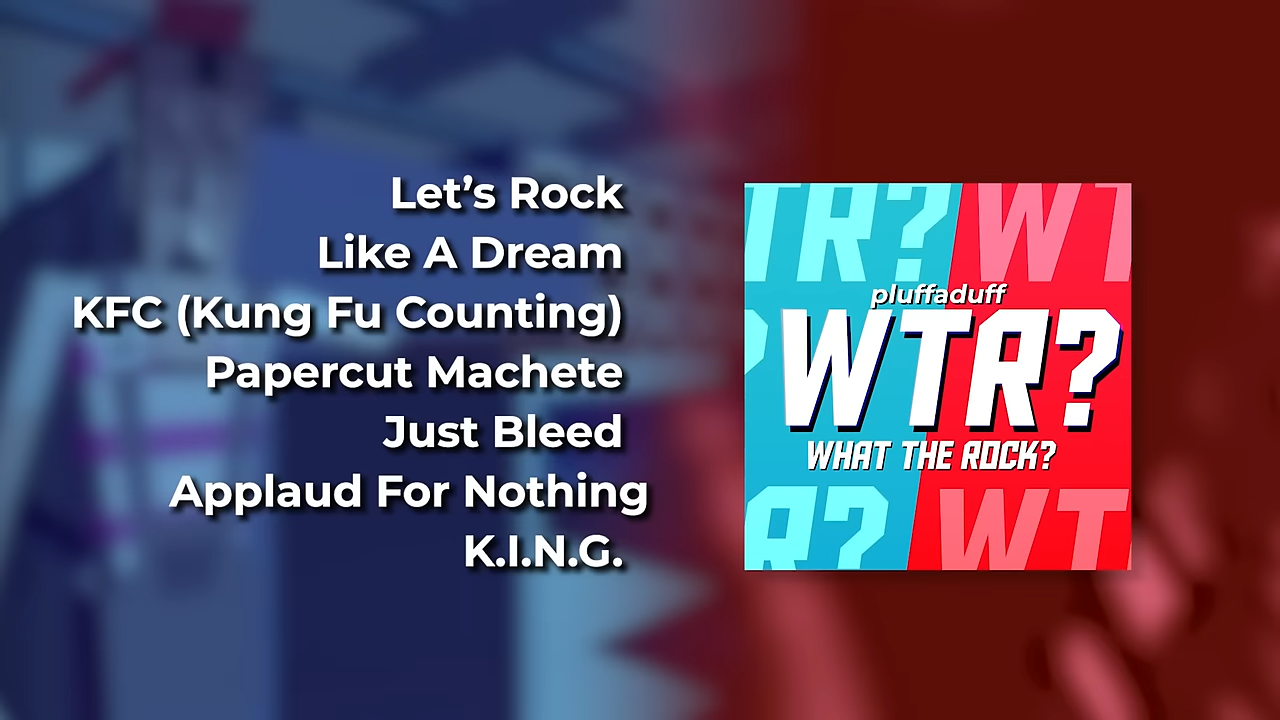 Let's Rock
Like A Dream
KFC (Kung Fu Counting)
Papercut Machete
Just Bleed
Applaud For Nothing
K.I.N.G.
TR? WT
pluffaduff
WTR?
WHAT THE ROCK?
R? WT